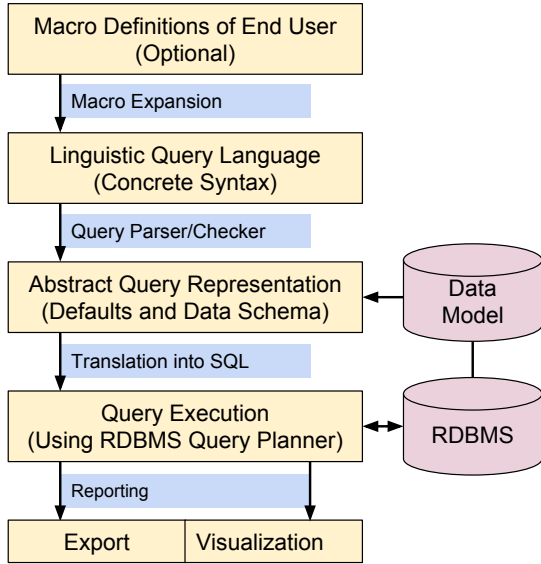 Macro Definitions of End User
(Optional)
Macro Expansion
Linguistic Query Language
(Concrete Syntax)
Query Parser/Checker
Abstract Query Representation
(Defaults and Data Schema)
Data
Model
Translation into SQL
Query Execution
(Using RDBMS Query Planner)
RDBMS
Reporting
Export
Visualization